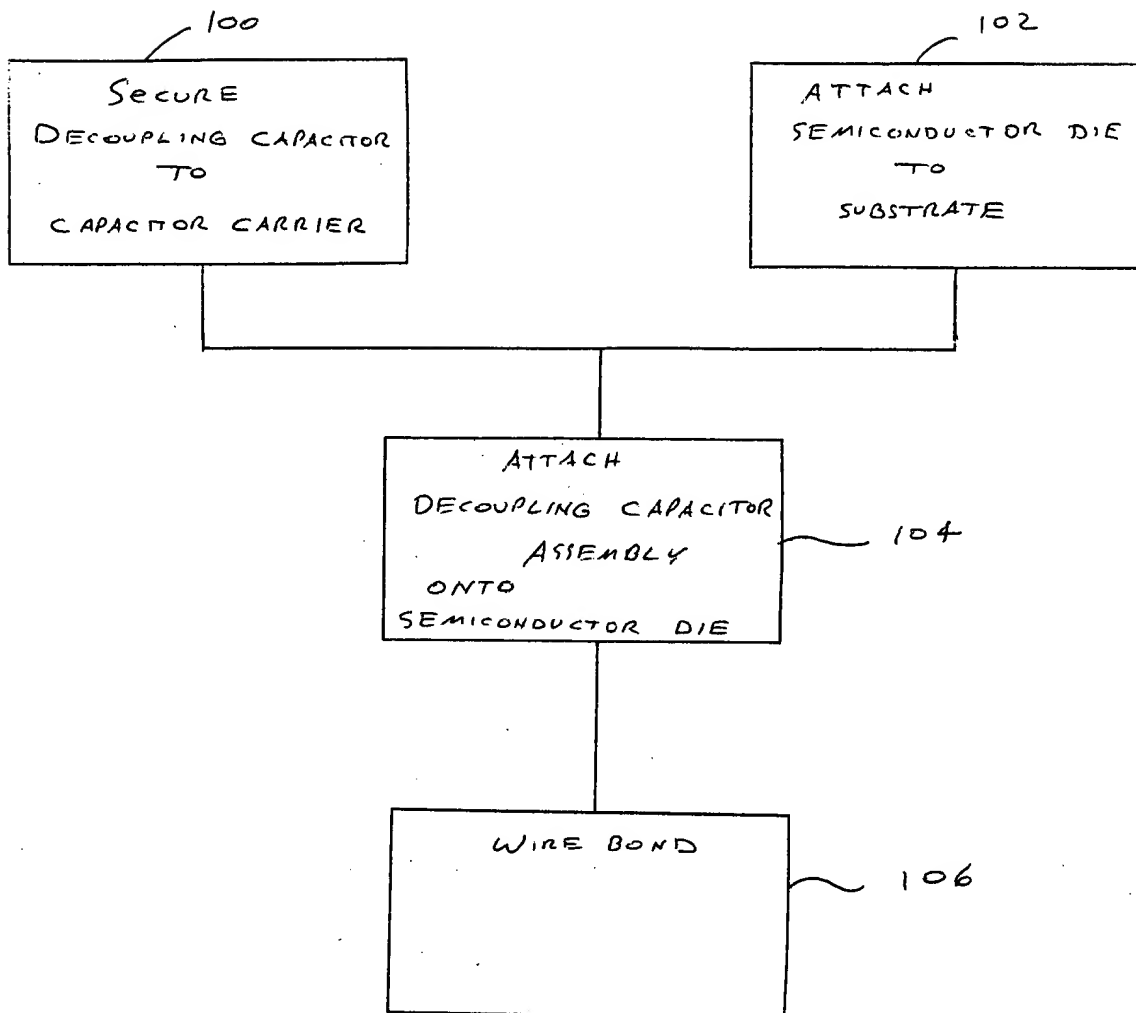 100
SECURE
DECOUPLING CAPACITOR
TO
CAPACITOR CARRIER
102
ATTACH
SEMICONDUCTOR DIE
TO
SUBSTRATE
ATTACH
DECOUPLING CAPACITOR
ASSEMBLY
ONTO
SEMICONDUCTOR DIE
104
WIRE BOND
106